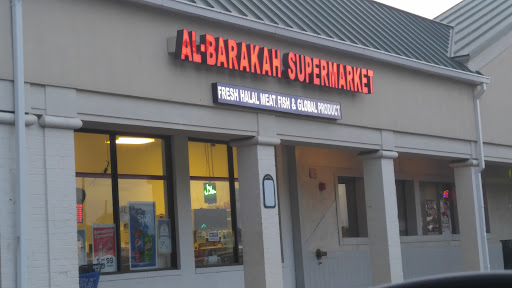 AL-BARAKAH SUPERMARKET
FRESH HALAL MEAT, FISH & GLOBAL PRODUCT